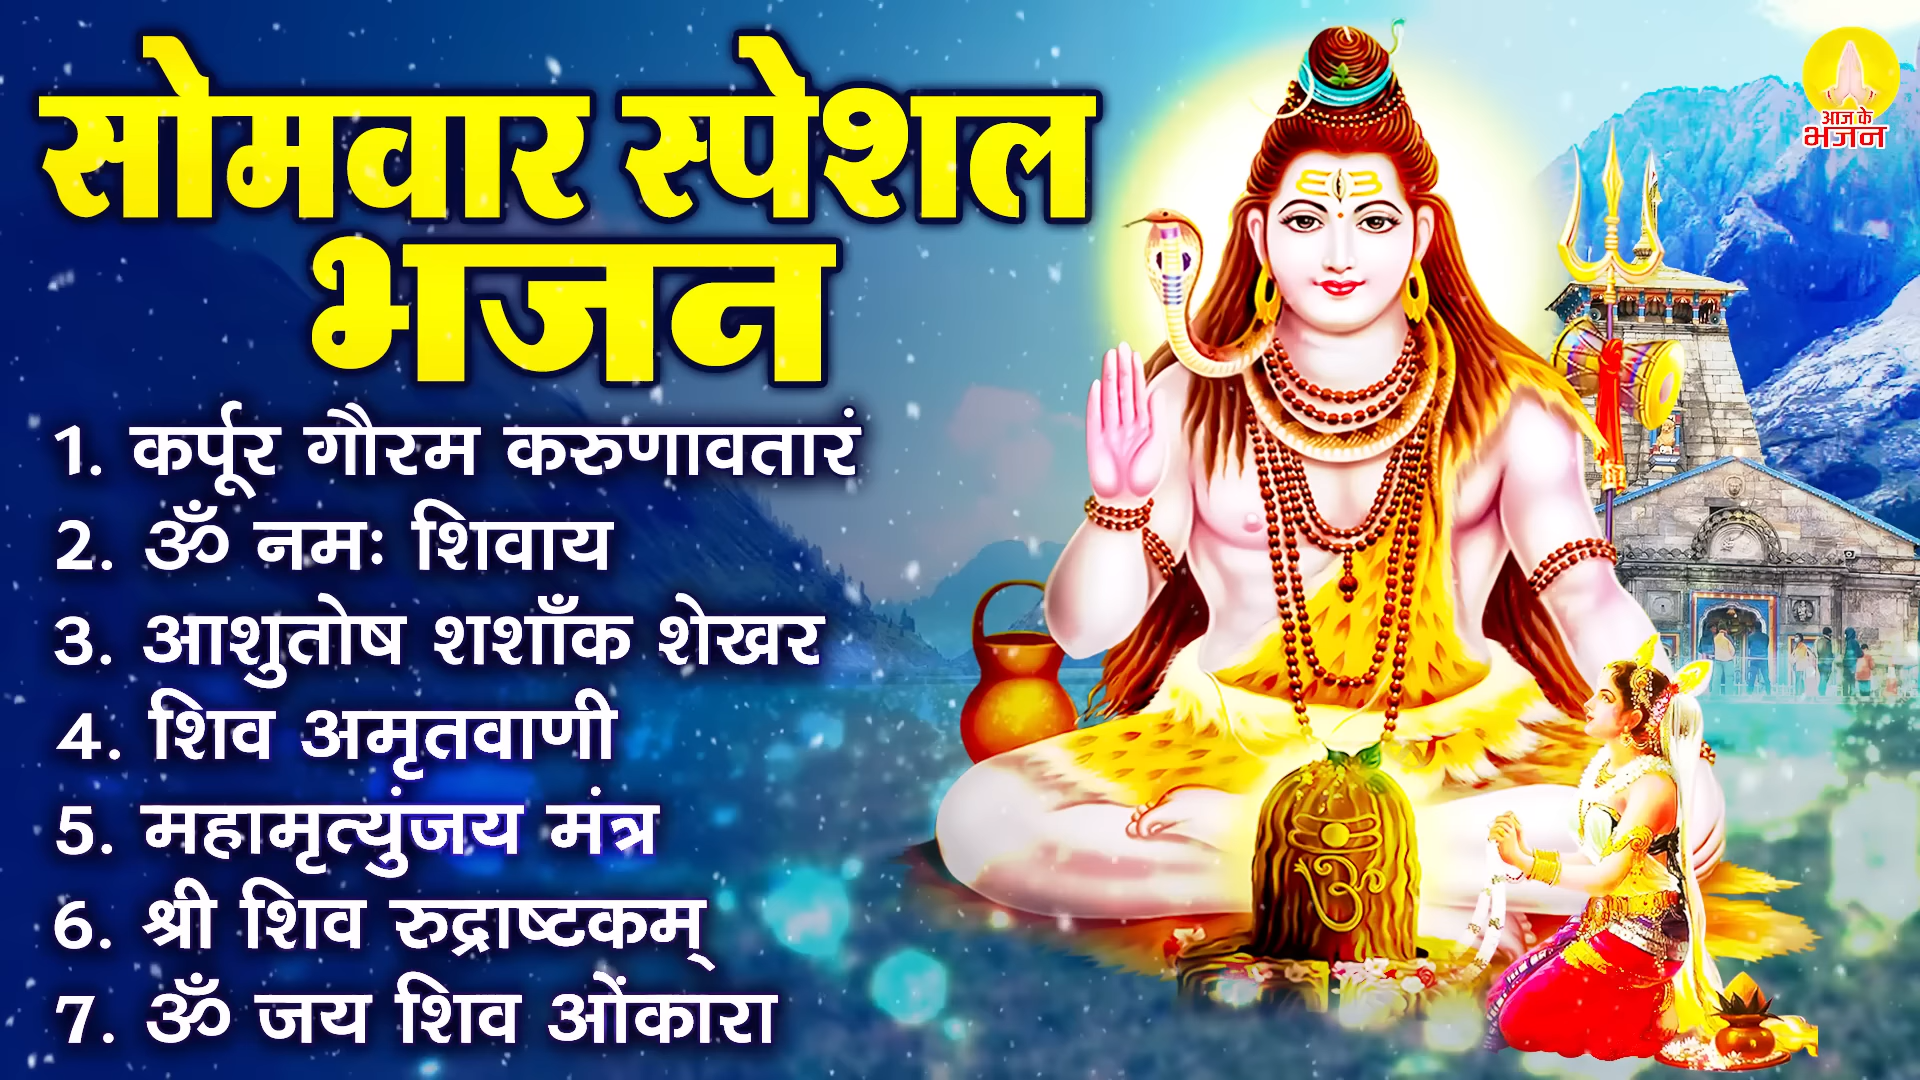 सोमवार स्पेशल
भजन
1. कर्पूर गौरम करुणावतारं
2. ॐ नमः शिवाय
3. आशुतोष शशाँक शेखर
4. शिव अमृतवाणी
5. महामृत्युंजय मंत्र
6. श्री शिव रुद्राष्टकम्
7. ॐ जय शिव ओंकारा
आज के
भजन
ॐ